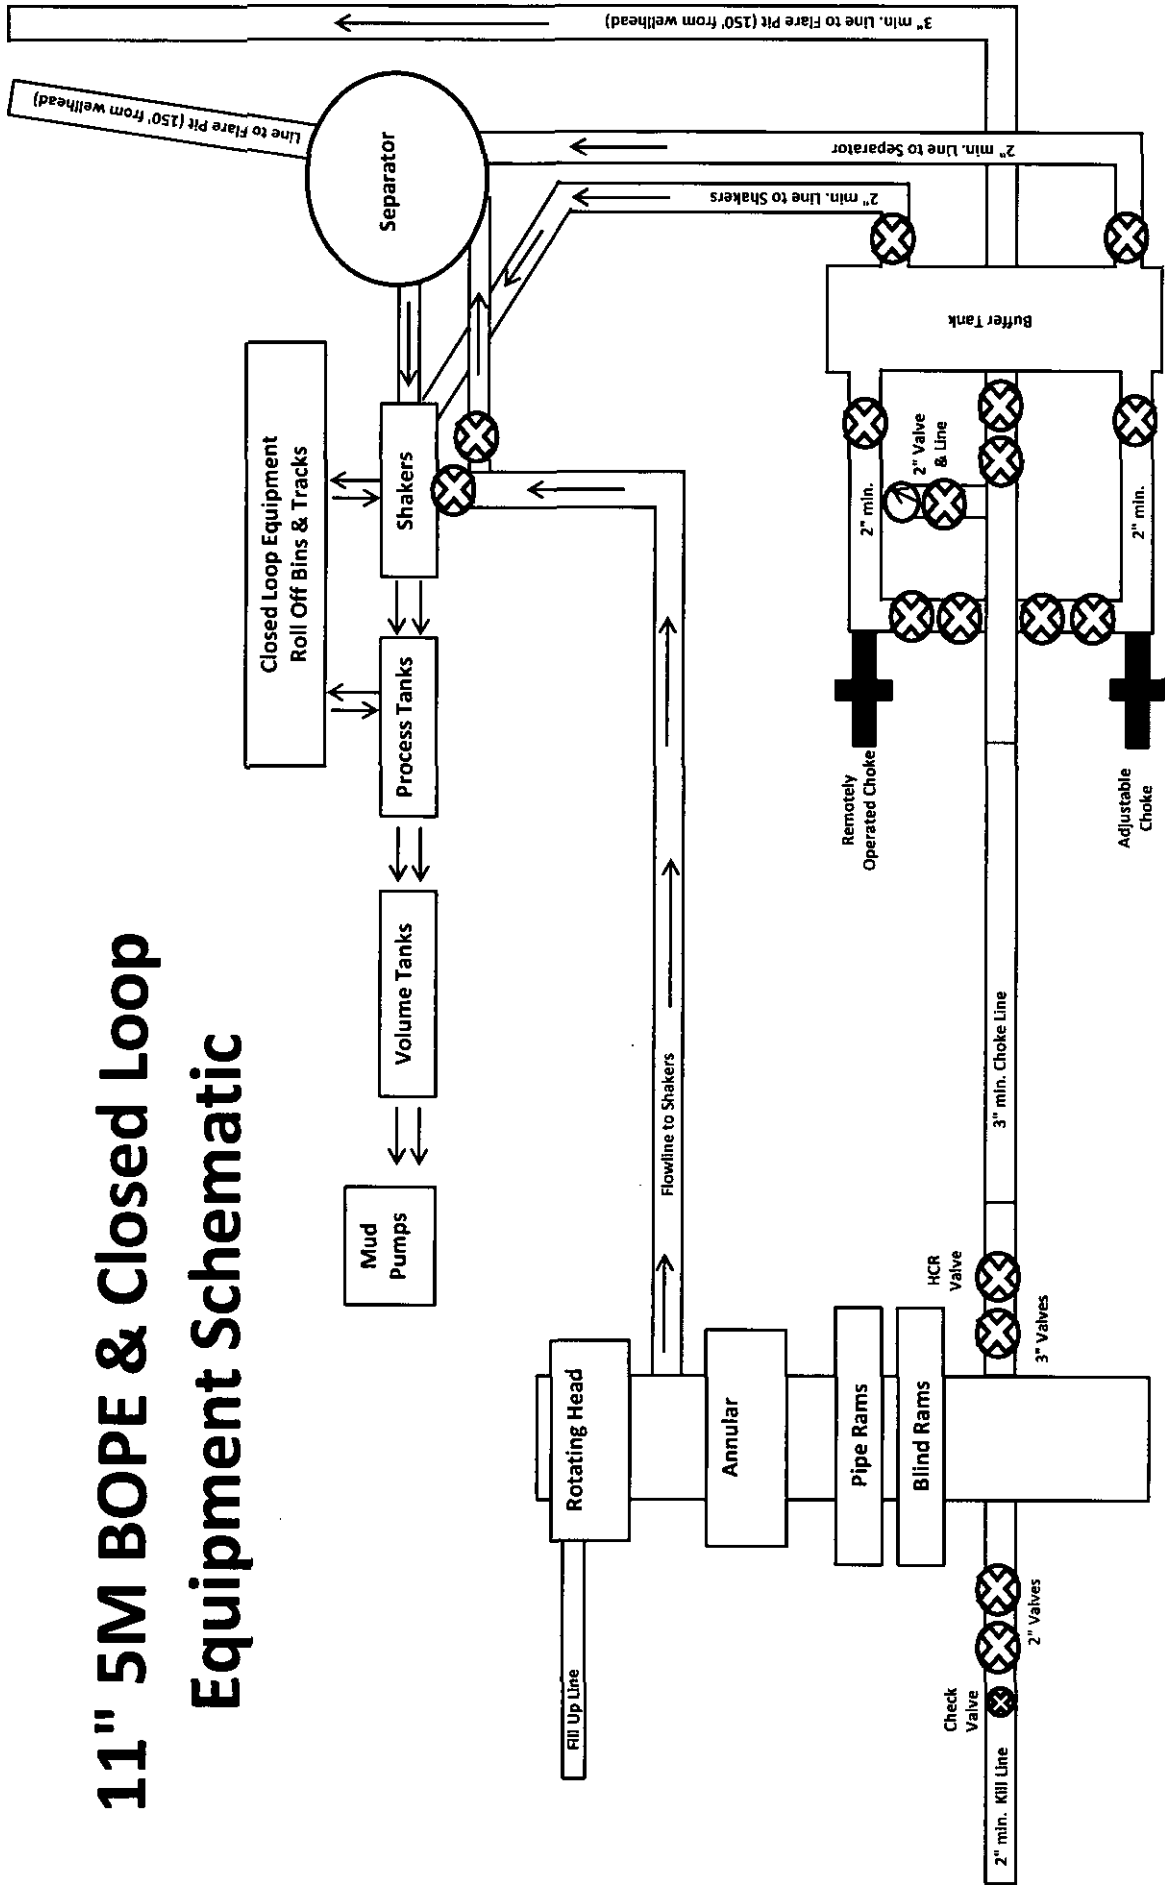 11" 5M BOPE & Closed Loop
Equipment Schematic
Closed Loop Equipment
Roll Off Bins & Tracks
Mud
Pumps
Volume Tanks
Process Tanks
Shakers
Separator
Line to Flare Pit (150' from wellhead)
3" min. Line to Flare Pit (150' from wellhead)
2" min. Line to Separator
2" min. Line to Shakers
Fill Up Line
Rotating Head
Flowline to Shakers
Annular
Pipe Rams
Blind Rams
Remotely
Operated Choke
2" min.
2" Valve
& Line
Buffer Tank
Check
Valve
HCR
Valve
2" min. Kill Line
2" Valves
3" Valves
3" min. Choke Line
Adjustable
Choke
2" min.